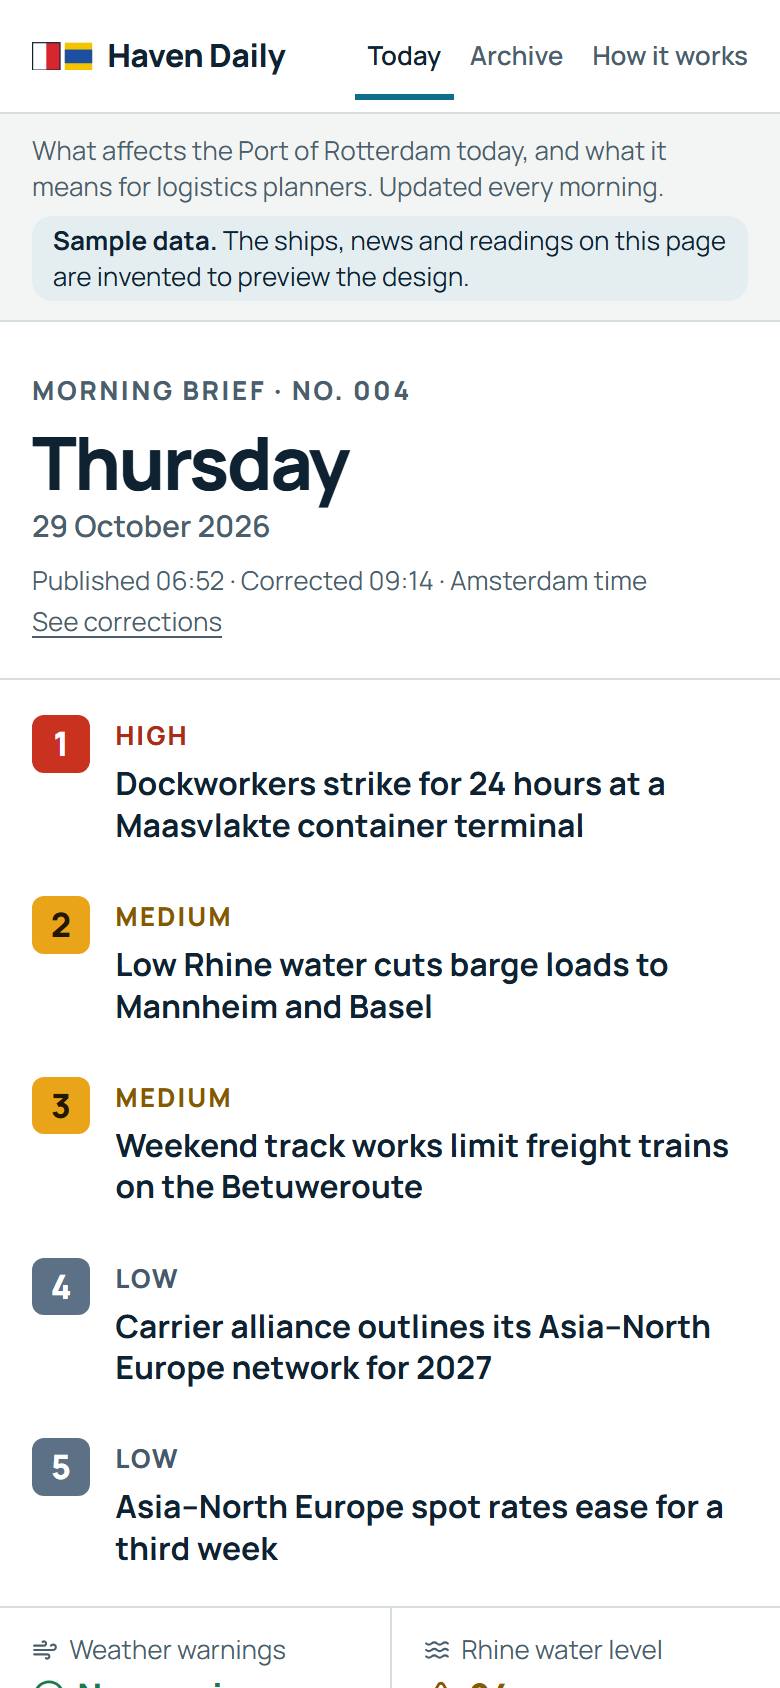 Haven Daily
Today
Archive
How it works
What affects the Port of Rotterdam today, and what it
means for logistics planners. Updated every morning.
Sample data. The ships, news and readings on this page
are invented to preview the design.
MORNING BRIEF · NO. 004
Thursday
29 October 2026
Published 06:52 · Corrected 09:14 · Amsterdam time
See corrections
1
HIGH
Dockworkers strike for 24 hours at a
Maasvlakte container terminal
2
MEDIUM
Low Rhine water cuts barge loads to
Mannheim and Basel
3
MEDIUM
Weekend track works limit freight trains
on the Betuweroute
4
LOW
Carrier alliance outlines its Asia–North
Europe network for 2027
5
LOW
Asia–North Europe spot rates ease for a
third week
Weather warnings
Rhine water level